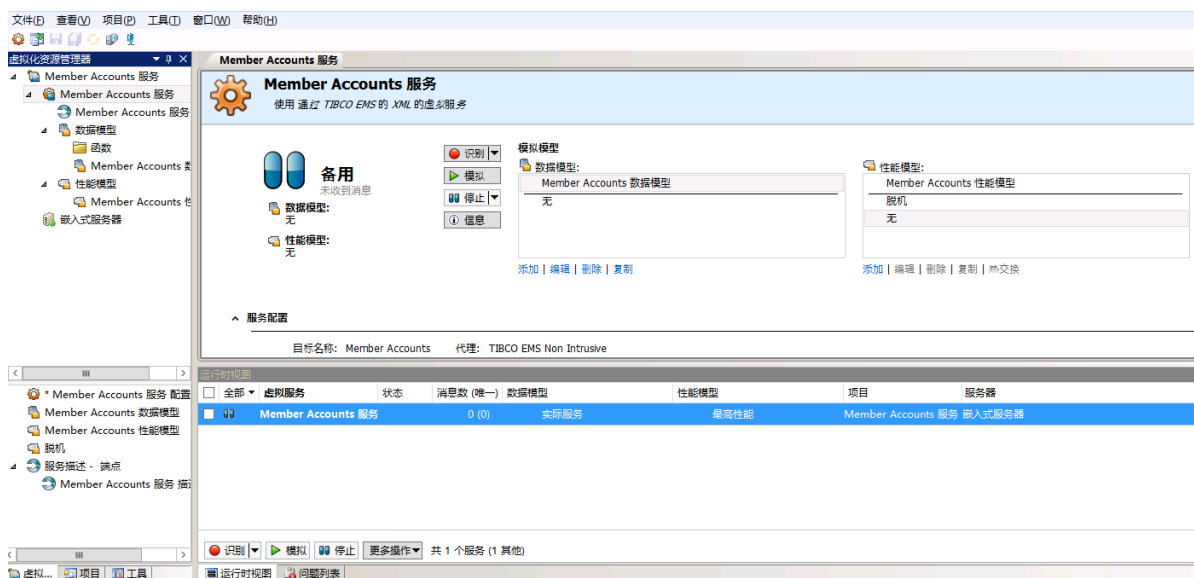 文件(F) 查看(V) 项目(P) 工具(T) 窗口(W) 帮助(H)
虚拟化资源管理器
Member Accounts 服务
Member Accounts 服务
Member Accounts 服务
数据模型
函数
Member Accounts 数
性能模型
Member Accounts 性
嵌入式服务器
Member Accounts 服务
Member Accounts 服务
使用 通过 TIBCO EMS 的 XML 的虚拟服务
备用
未收到消息
数据模型:
无
性能模型:
无
识别
模拟
停止
信息
模拟模型
数据模型:
Member Accounts 数据模型
无
添加 | 编辑 | 删除 | 复制
性能模型:
Member Accounts 性能模型
脱机
无
添加 | 编辑 | 删除 | 复制 | 热交换
服务配置
目标名称: Member Accounts 代理: TIBCO EMS Non Intrusive
* Member Accounts 服务 配置
Member Accounts 数据模型
Member Accounts 性能模型
脱机
服务描述 - 端点
Member Accounts 服务 描述
虚拟... 项目 工具
运行时视图
全部 虚拟服务 状态 消息数 (唯一) 数据模型 性能模型 项目 服务器
Member Accounts 服务 0 (0) 实际服务 最高性能 Member Accounts 服务 嵌入式服务器
识别 模拟 停止 更多操作 共 1 个服务 (1 其他)
运行时视图 问题列表